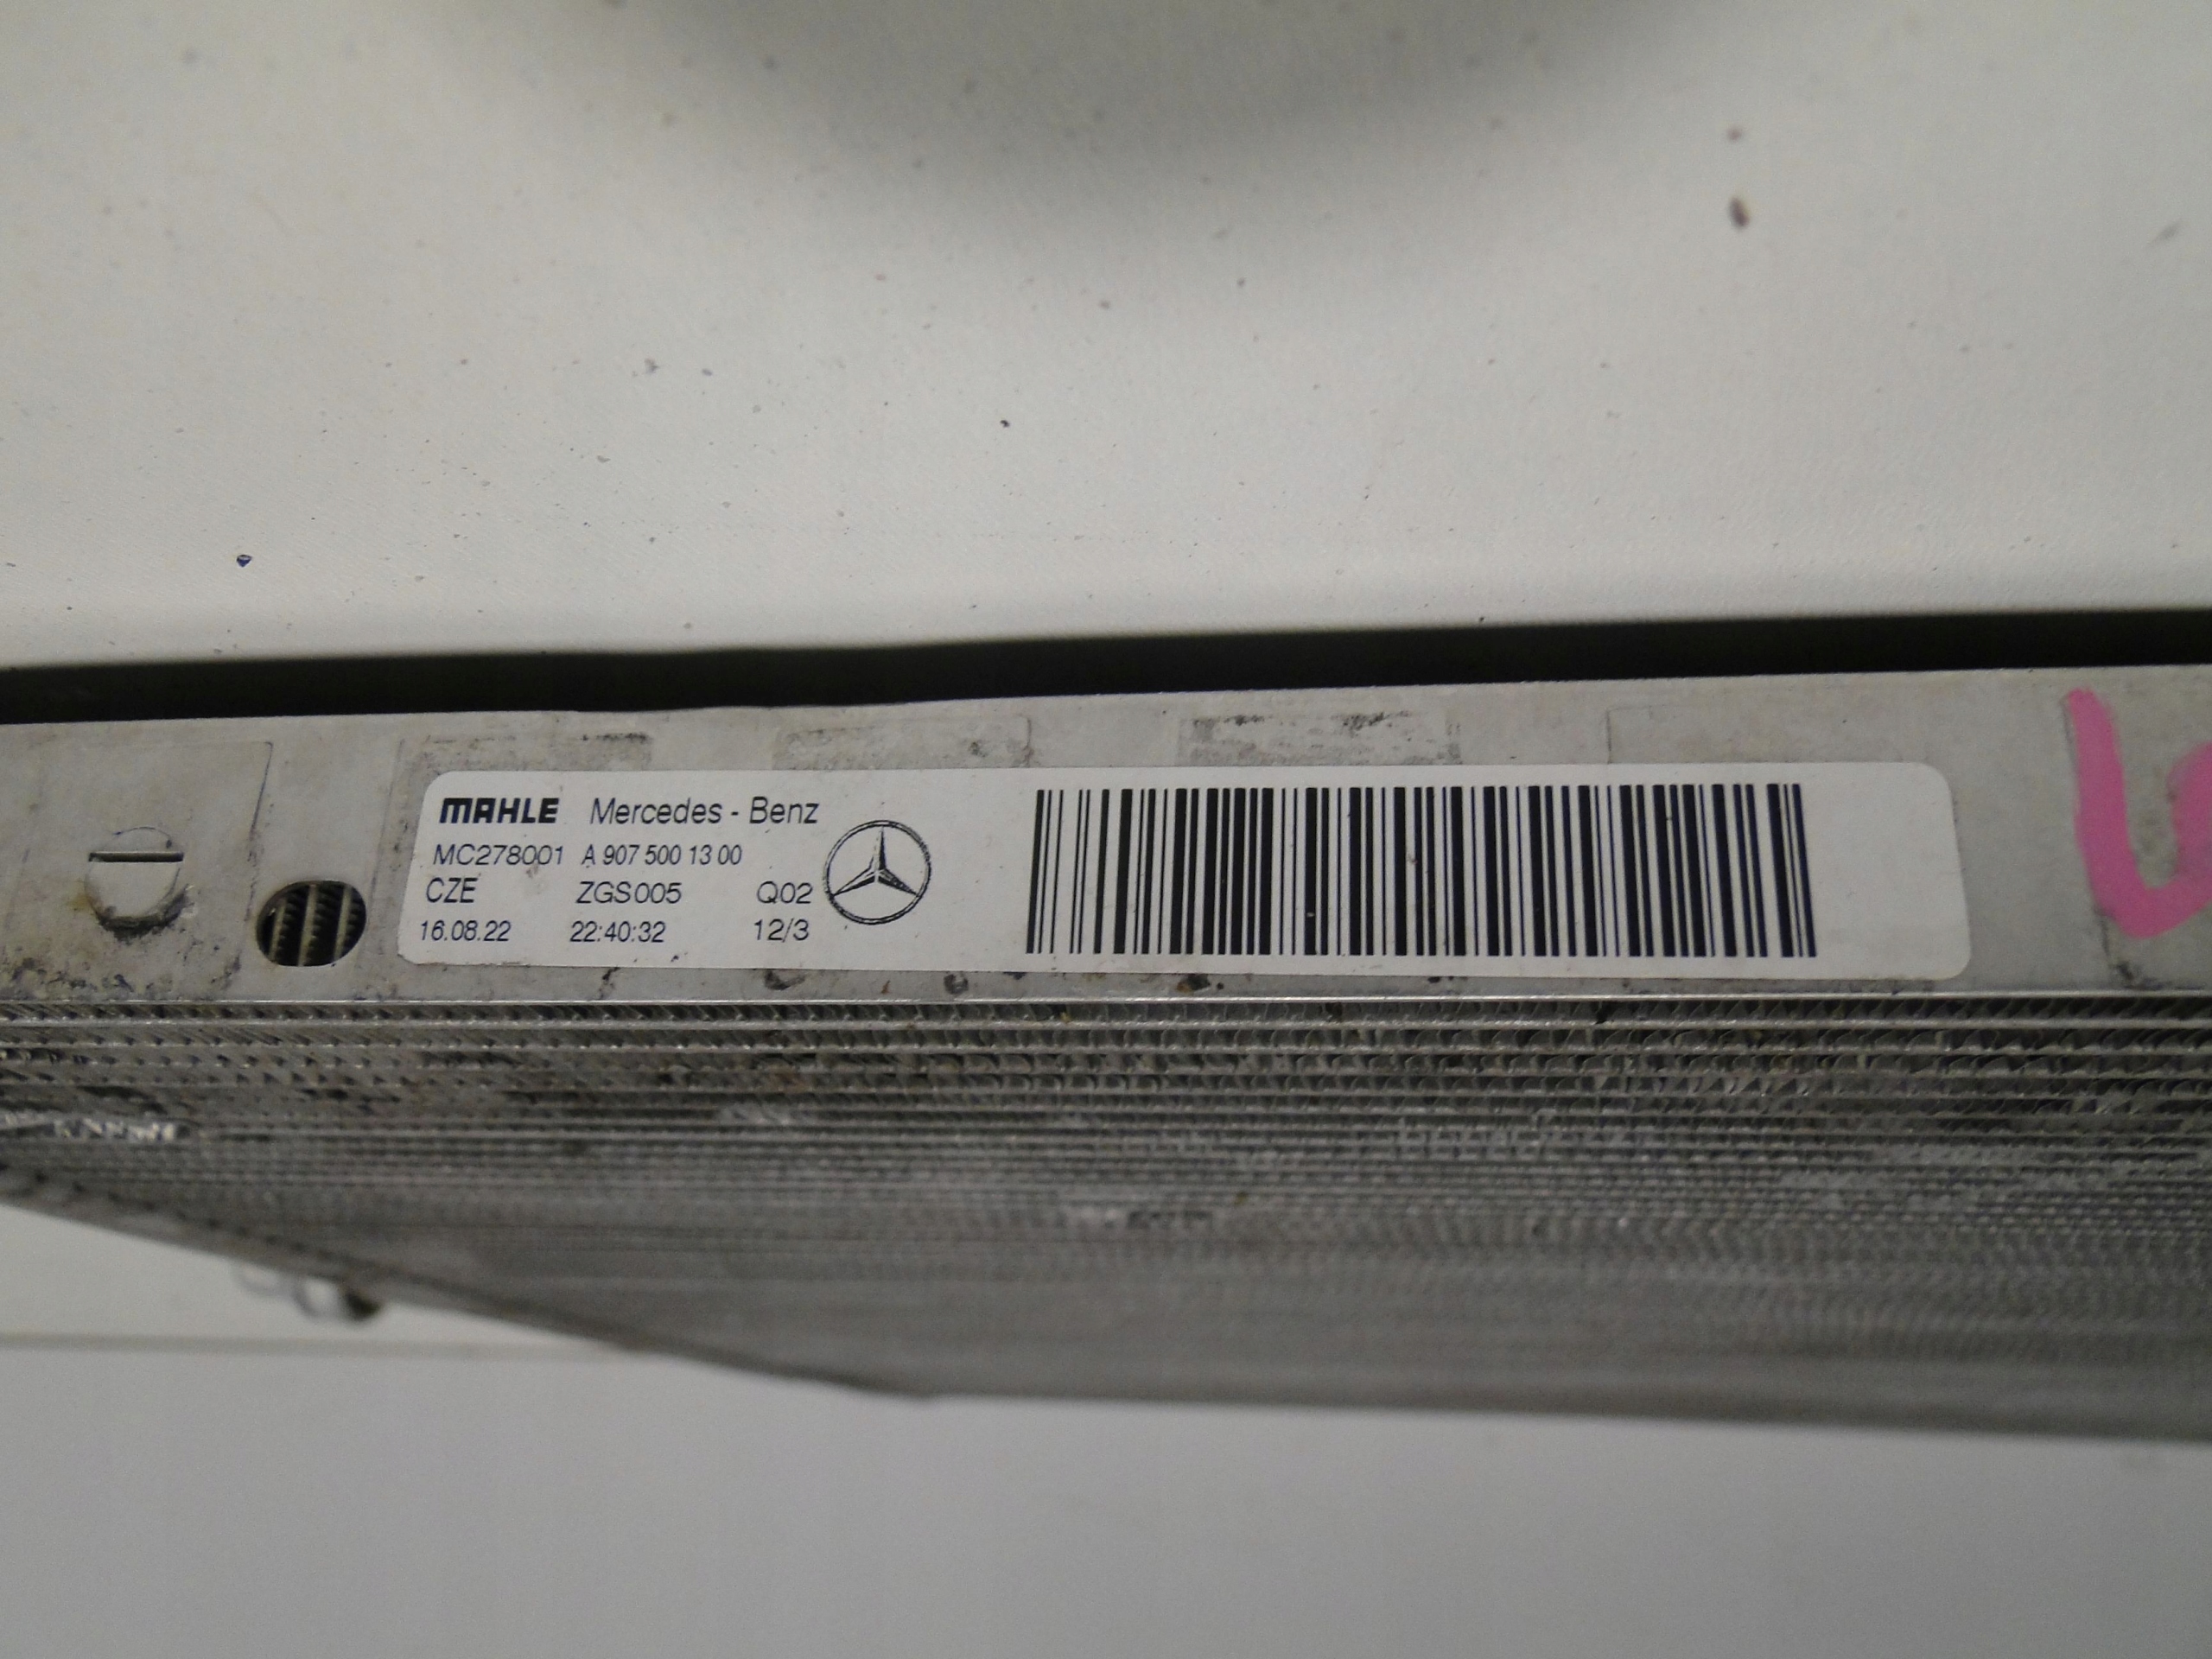 MAHLE Mercedes - Benz
MC278001 A 907 500 13 00
CZE ZGS005 Q02
16.08.22 22:40:32 12/3